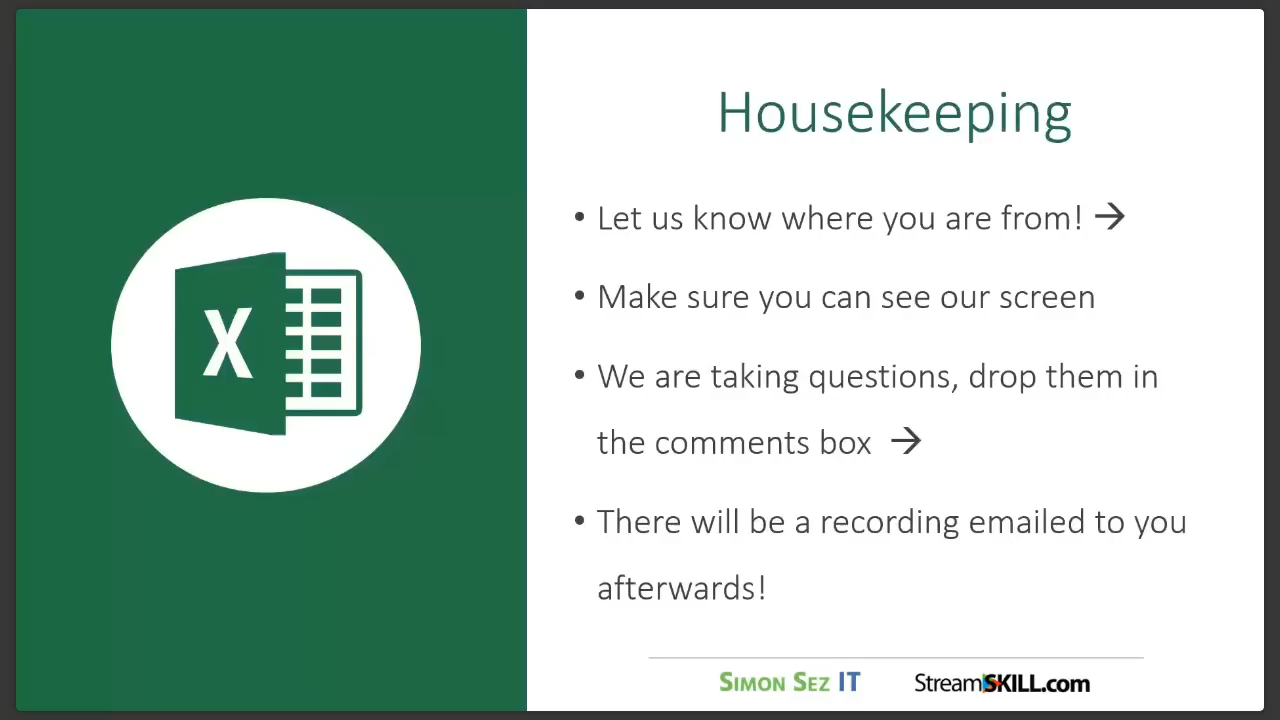 X
Housekeeping
• Let us know where you are from! →
• Make sure you can see our screen
• We are taking questions, drop them in
the comments box →
• There will be a recording emailed to you
afterwards!
SIMON SEZ IT
StreamSKILL.com